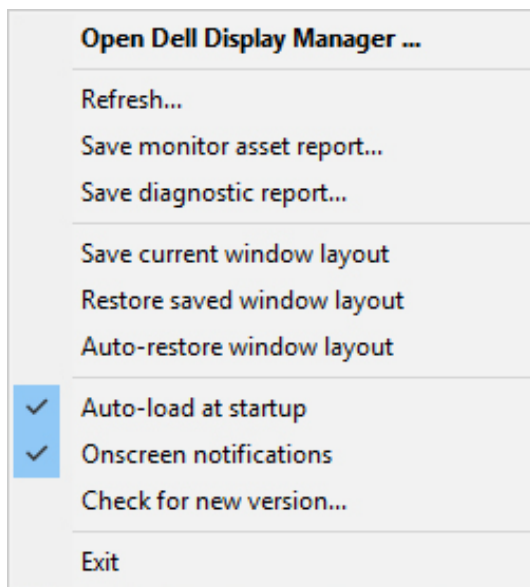 Open Dell Display Manager ...
Refresh...
Save monitor asset report...
Save diagnostic report...
Save current window layout
Restore saved window layout
Auto-restore window layout
Auto-load at startup
Onscreen notifications
Check for new version...
Exit